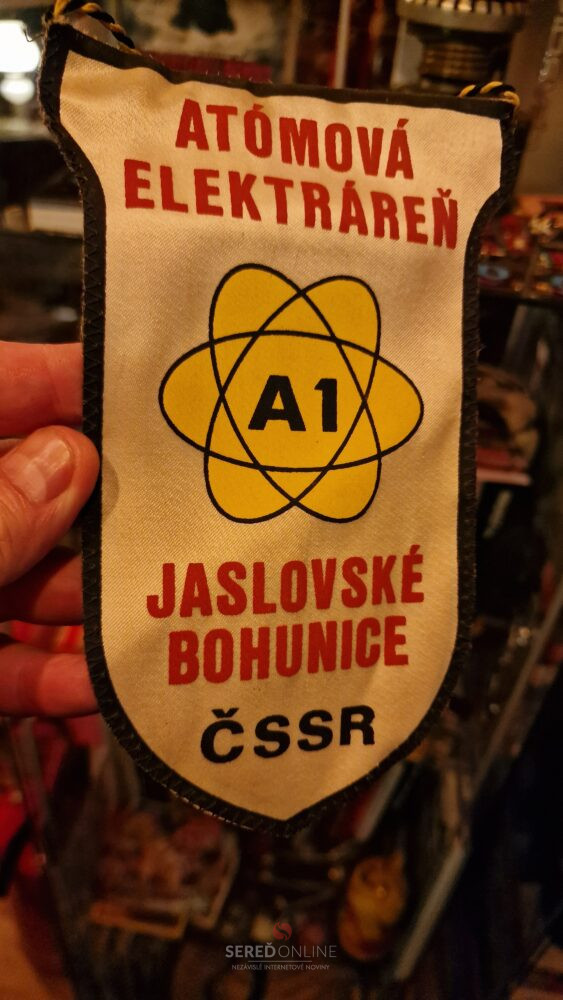 ATÓMOVÁ
ELEKTRÁREŇ
A1
JASLOVSKÉ
BOHUNICE
ČSSR
SEREĎONLINE
NEZÁVISLÉ INTERNETOVÉ NOVINY